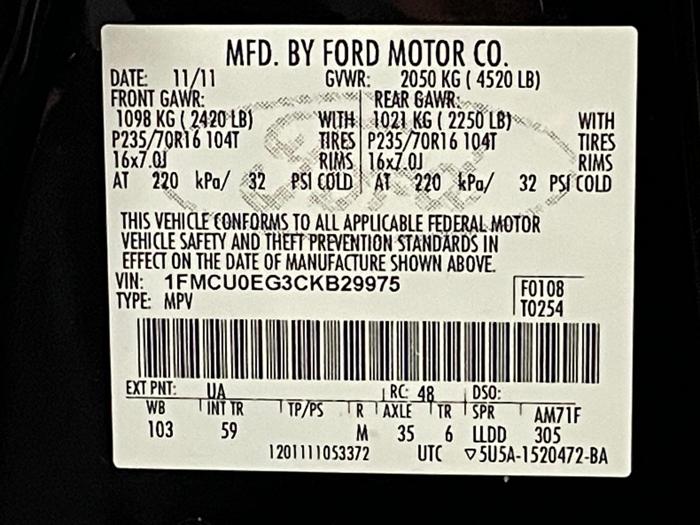 MFD. BY FORD MOTOR CO.
DATE: 11/11 GVWR: 2050 KG ( 4520 LB)
FRONT GAWR: REAR GAWR:
1098 KG ( 2420 LB) WITH 1021 KG ( 2250 LB) WITH
P235/70R16 104T TIRES P235/70R16 104T TIRES
16x7.0J RIMS 16x7.0J RIMS
AT 220 kPa/ 32 PSI COLD AT 220 kPa/ 32 PSI COLD
THIS VEHICLE CONFORMS TO ALL APPLICABLE FEDERAL MOTOR
VEHICLE SAFETY AND THEFT PREVENTION STANDARDS IN
EFFECT ON THE DATE OF MANUFACTURE SHOWN ABOVE.
VIN: 1FMCU0EG3CKB29975 F0108
TYPE: MPV T0254
EXT PNT: UA RC: 48 DSO:
WB INT TR TP/PS R AXLE TR SPR AM71F
103 59 M 35 6 LLDD 305
1201111053372 UTC ▽5U5A-1520472-BA